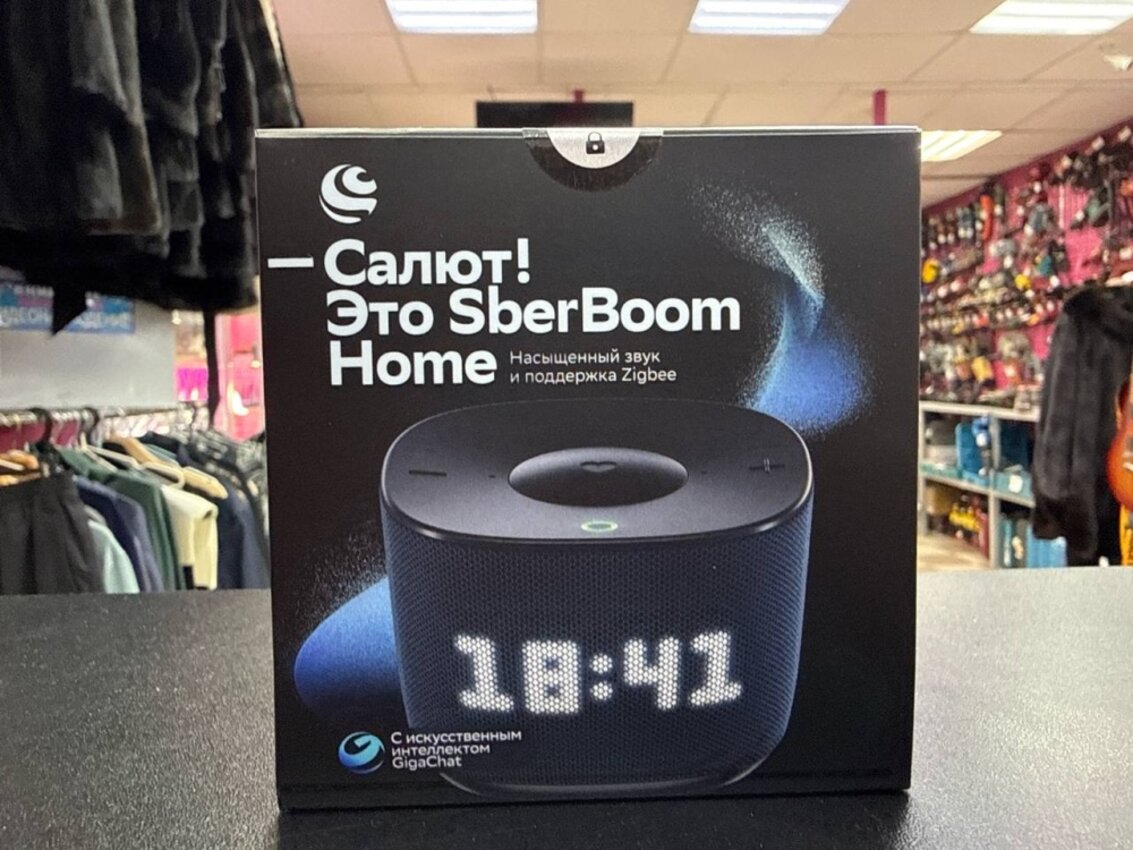 — Салют!
Это SberBoom
Home
Насыщенный звук
и поддержка Zigbee
18:41
С искусственным
интеллектом
GigaChat